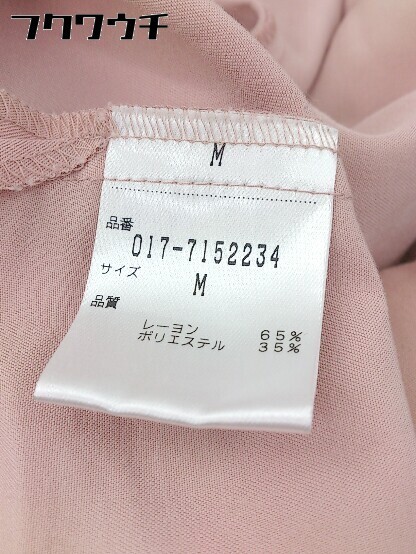 フクワウチ
M
品番
017-7152234
サイズ
M
品質
レーヨン 65%
ポリエステル 35%